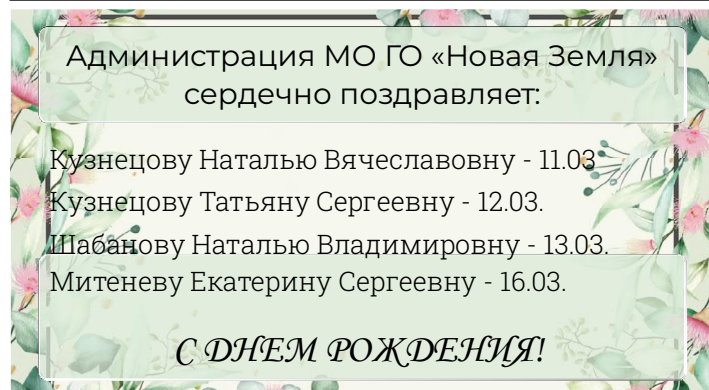 Администрация МО ГО «Новая Земля»
сердечно поздравляет:
Кузнецову Наталью Вячеславовну - 11.03
Кузнецову Татьяну Сергеевну - 12.03.
Шабанову Наталью Владимировну - 13.03.
Митеневу Екатерину Сергеевну - 16.03.
С ДНЕМ РОЖДЕНИЯ!